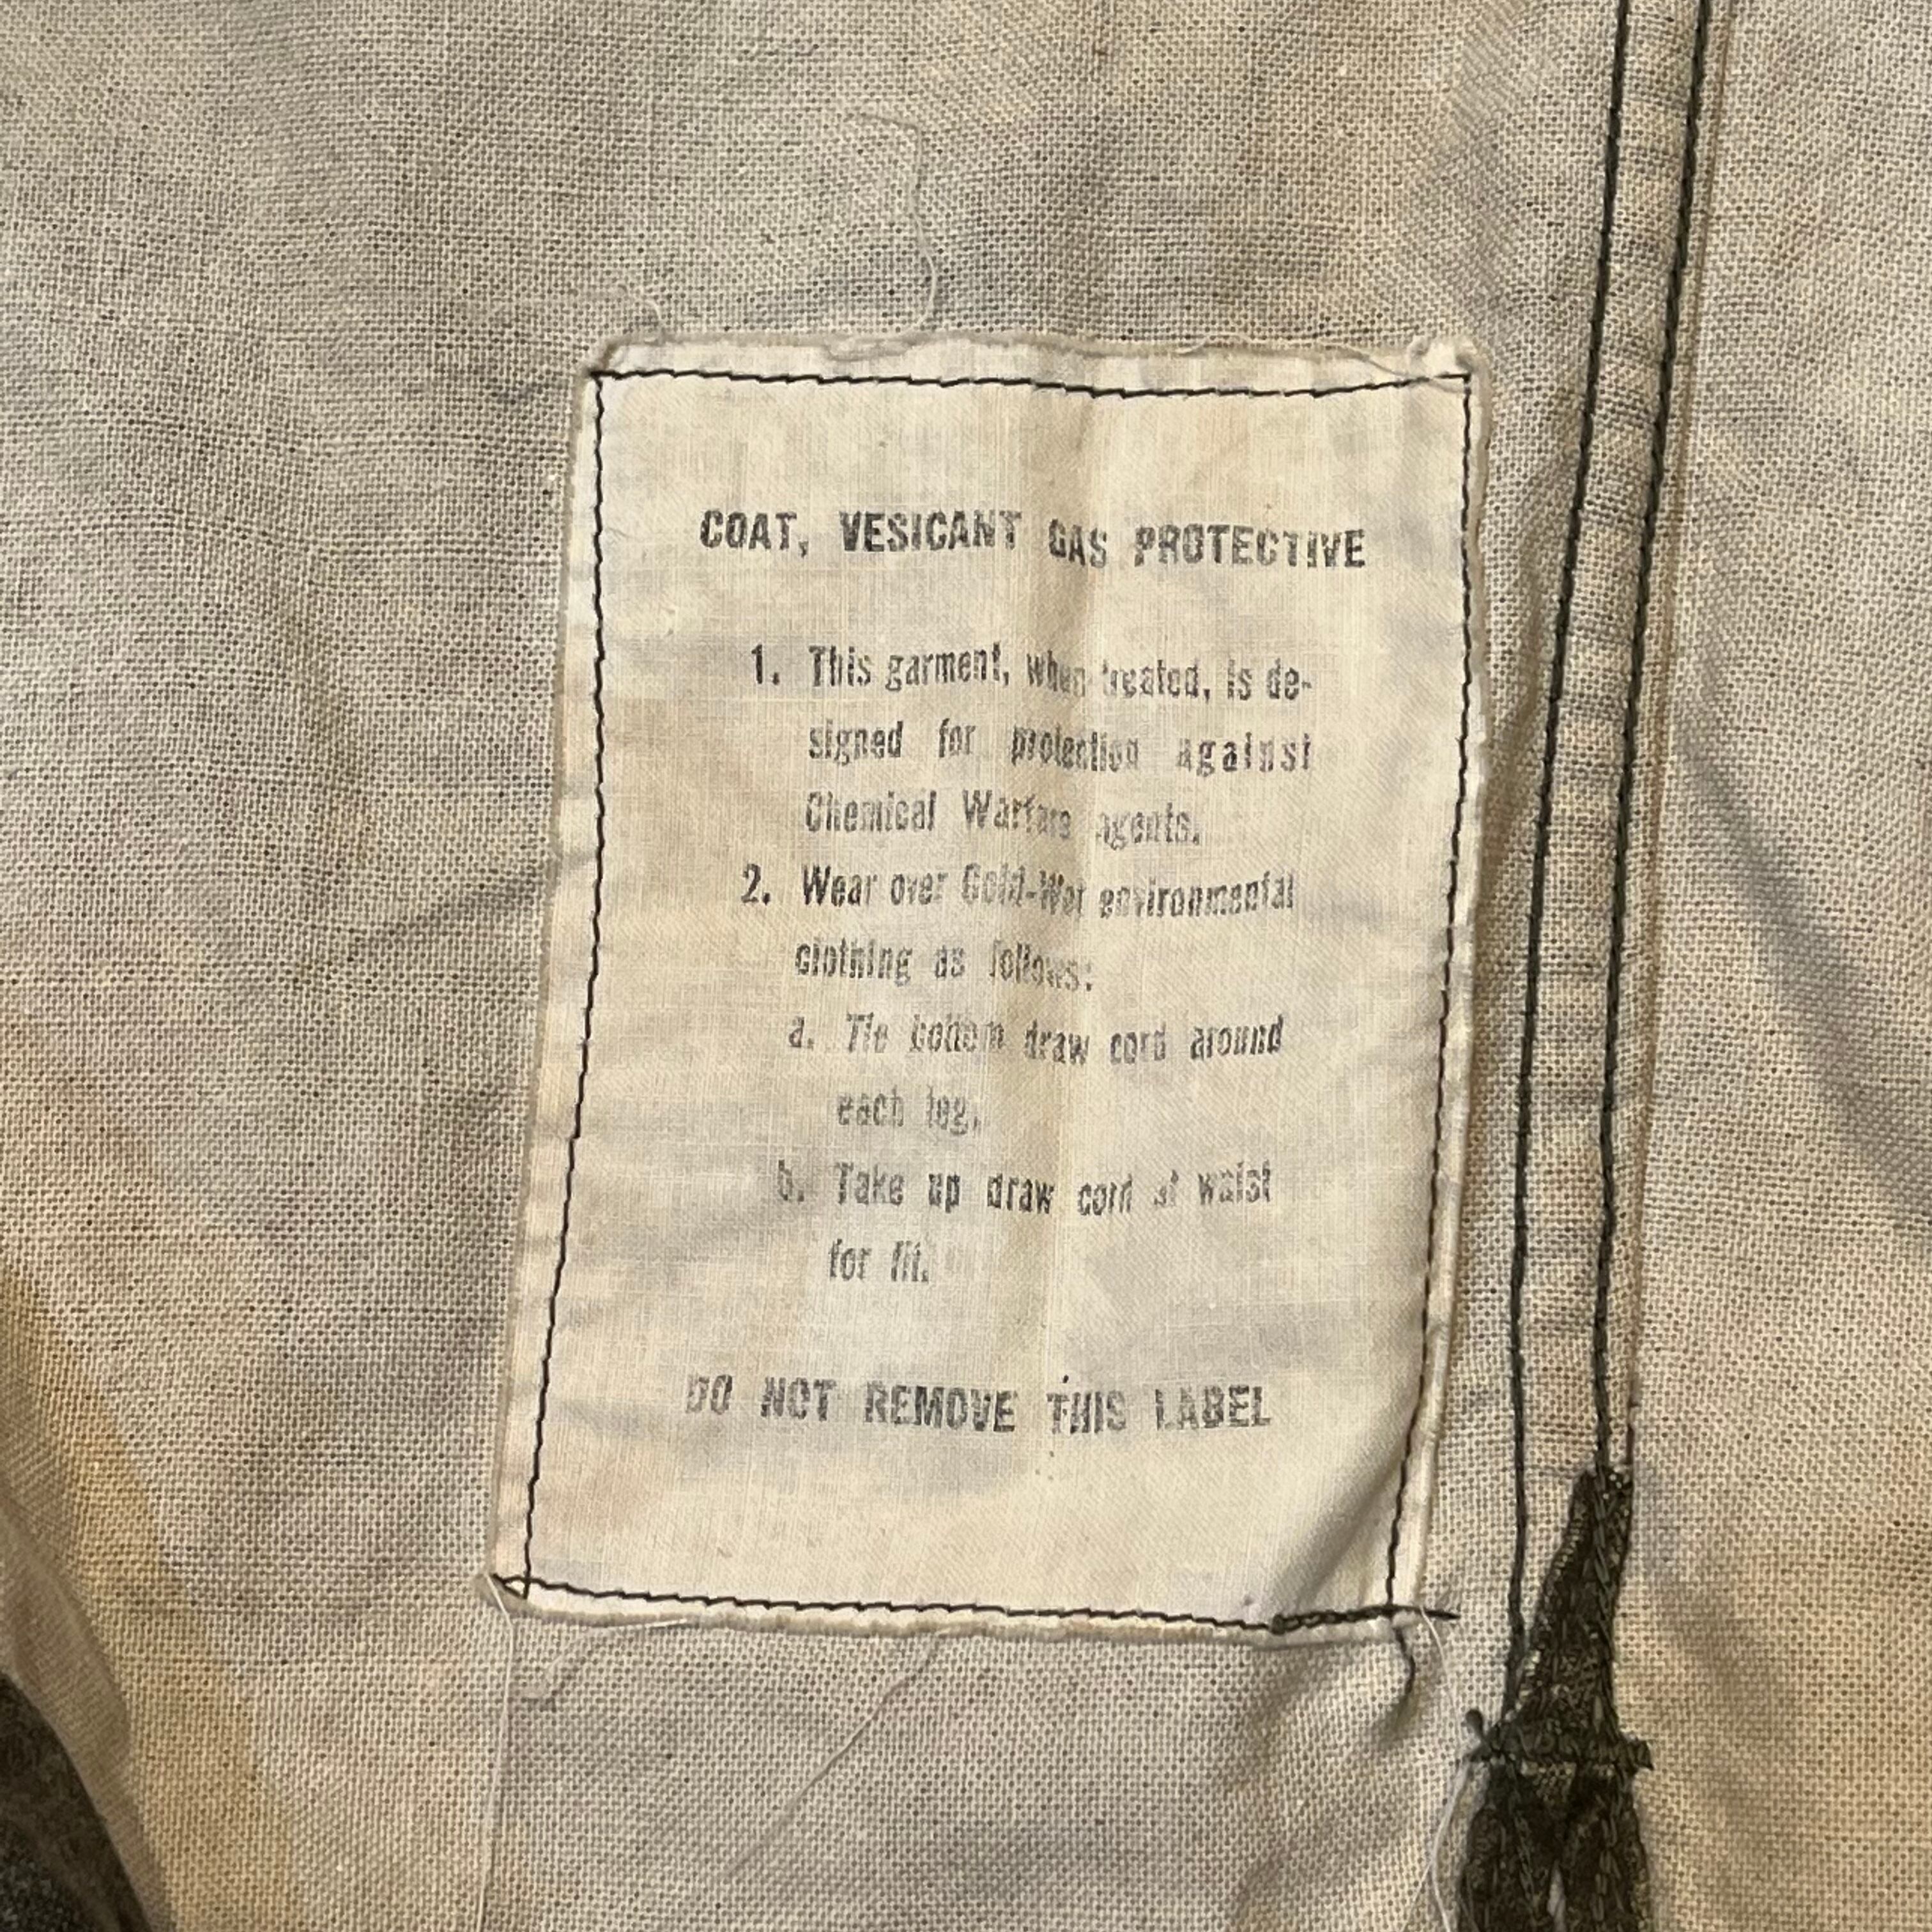 COAT, VESICANT GAS PROTECTIVE
1. This garment, when treated, is de-
signed for protection against
Chemical Warfare agents.
2. Wear over Cold-Wet environmental
clothing as follows:
a. Tie bottom draw cord around
each leg.
b. Take up draw cord at waist
for fit.
DO NOT REMOVE THIS LABEL